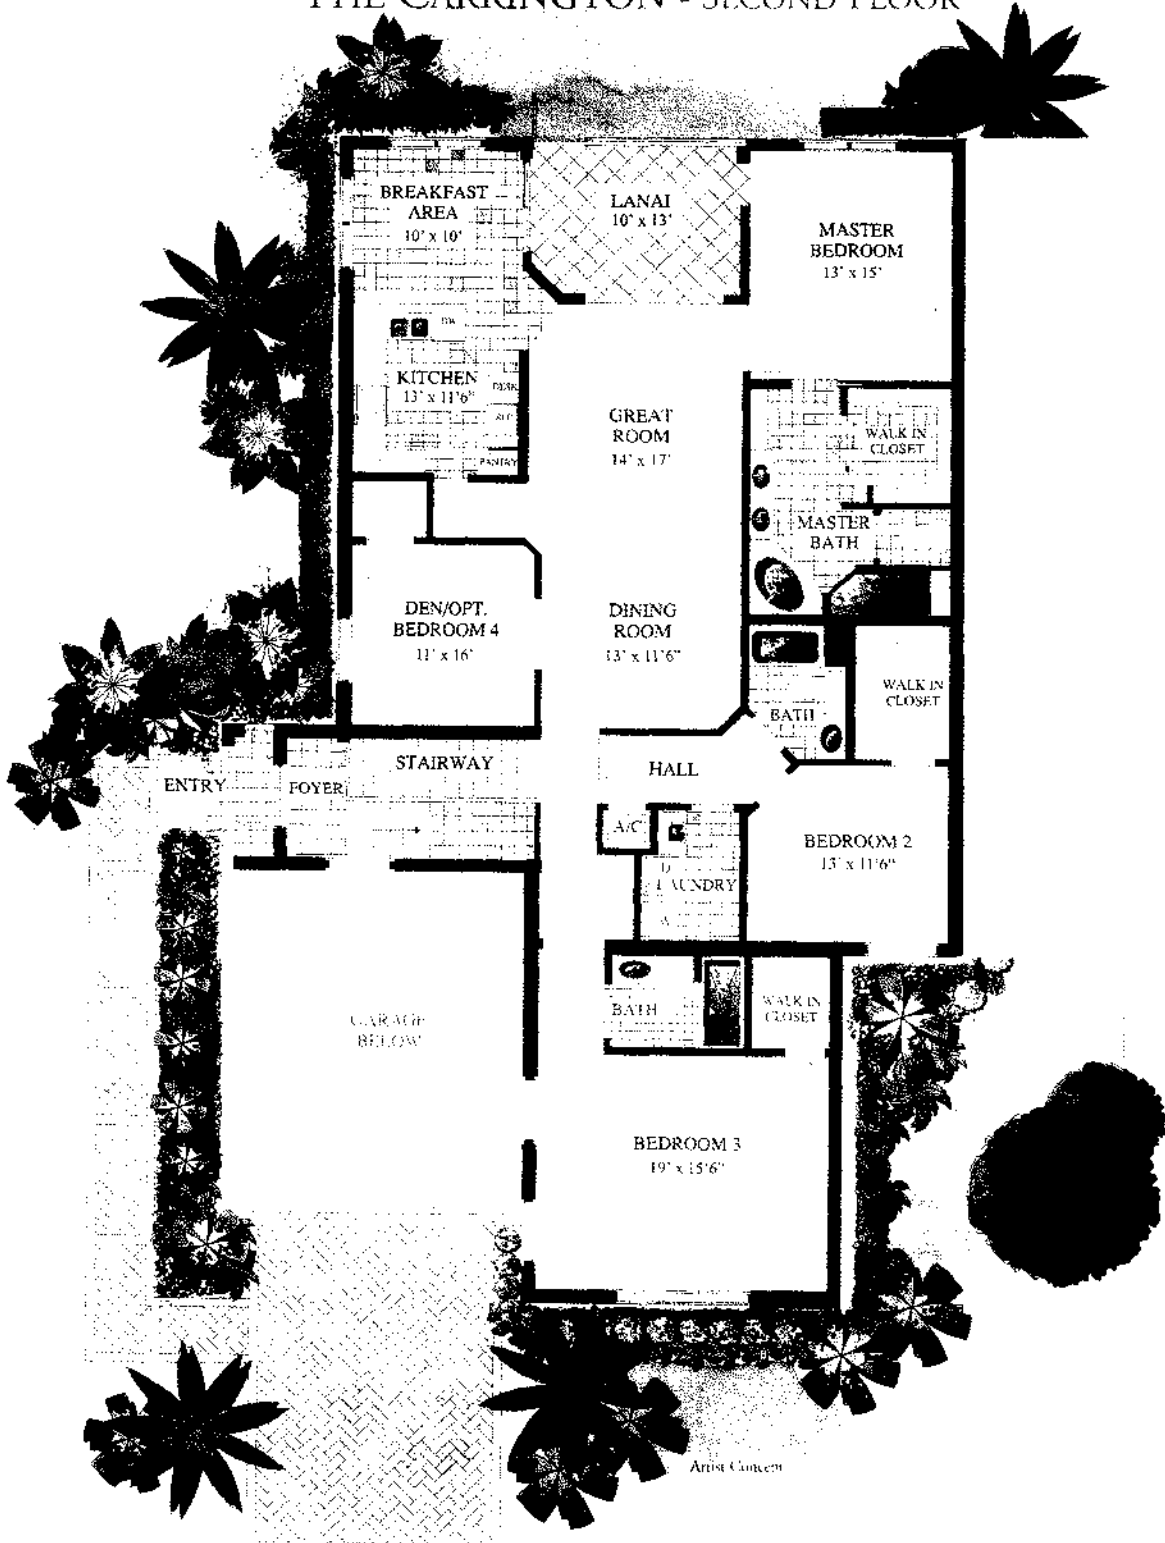 THE CARRINGTON - SECOND FLOOR
BREAKFAST
AREA
10' x 10'
LANAI
10' x 13'
MASTER
BEDROOM
13' x 15'
DW
KITCHEN
13' x 11'6"
DESK
REF
PANTRY
GREAT
ROOM
14' x 17'
WALK IN
CLOSET
MASTER
BATH
DEN/OPT.
BEDROOM 4
11' x 16'
DINING
ROOM
13' x 11'6"
WALK IN
CLOSET
BATH
ENTRY
FOYER
STAIRWAY
HALL
A/C
BEDROOM 2
13' x 11'6"
D
LAUNDRY
BATH
WALK IN
CLOSET
GARAGE
BELOW
BEDROOM 3
19' x 15'6"
Artist Concept